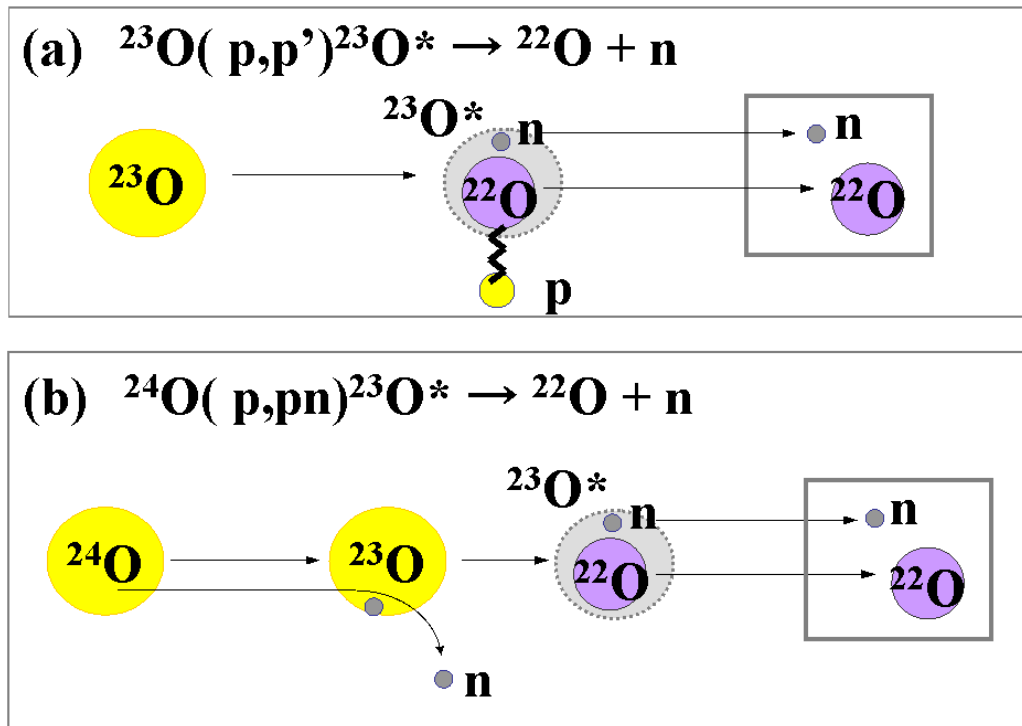 (a) ²³O( p,p’)²³O* → ²²O + n
²³O*
n
n
²³O
²²O
²²O
p
(b) ²⁴O( p,pn)²³O* → ²²O + n
²³O*
n
n
²⁴O
²³O
²²O
²²O
n